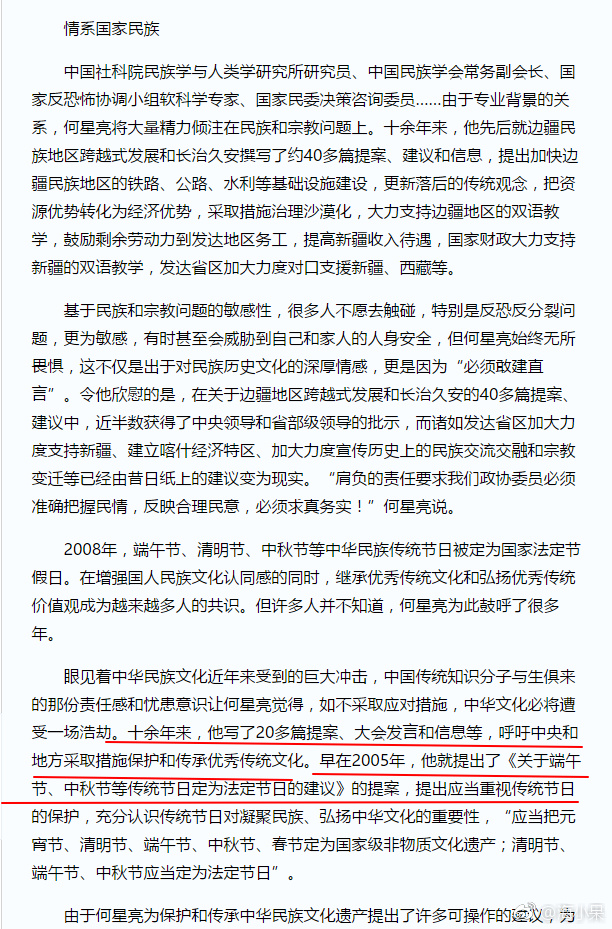 情系国家民族
中国社科院民族学与人类学研究所研究员、中国民族学会常务副会长、国
家反恐怖协调小组软科学专家、国家民委决策咨询委员……由于专业背景的关
系，何星亮将大量精力倾注在民族和宗教问题上。十余年来，他先后就边疆民
族地区跨越式发展和长治久安撰写了约40多篇提案、建议和信息，提出加快边
疆民族地区的铁路、公路、水利等基础设施建设，更新落后的传统观念，把资
源优势转化为经济优势，采取措施治理沙漠化，大力支持边疆地区的双语教
学，鼓励剩余劳动力到发达地区务工，提高新疆收入待遇，国家财政大力支持
新疆的双语教学，发达省区加大力度对口支援新疆、西藏等。
基于民族和宗教问题的敏感性，很多人不愿去触碰，特别是反恐反分裂问
题，更为敏感，有时甚至会威胁到自己和家人的人身安全，但何星亮始终无所
畏惧，这不仅是出于对民族历史文化的深厚情感，更是因为“必须敢建直
言”。令他欣慰的是，在关于边疆地区跨越式发展和长治久安的40多篇提案、
建议中，近半数获得了中央领导和省部级领导的批示，而诸如发达省区加大力
度支持新疆、建立喀什经济特区、加大力度宣传历史上的民族交流交融和宗教
变迁等已经由昔日纸上的建议变为现实。“肩负的责任要求我们政协委员必须
准确把握民情，反映合理民意，必须求真务实！”何星亮说。
2008年，端午节、清明节、中秋节等中华民族传统节日被定为国家法定节
假日。在增强国人民族文化认同感的同时，继承优秀传统文化和弘扬优秀传统
价值观成为越来越多人的共识。但许多人并不知道，何星亮为此鼓呼了很多
年。
眼见着中华民族文化近年来受到的巨大冲击，中国传统知识分子与生俱来
的那份责任感和忧患意识让何星亮觉得，如不采取应对措施，中华文化必将遭
受一场浩劫。十余年来，他写了20多篇提案、大会发言和信息等，呼吁中央和
地方采取措施保护和传承优秀传统文化。早在2005年，他就提出了《关于端午
节、中秋节等传统节日定为法定节日的建议》的提案，提出应当重视传统节日
的保护，充分认识传统节日对凝聚民族、弘扬中华文化的重要性，“应当把元
宵节、清明节、端午节、中秋节、春节定为国家级非物质文化遗产；清明节、
端午节、中秋节应当定为法定节日”。
由于何星亮为保护和传承中华民族文化遗产提出了许多可操作的建议，为